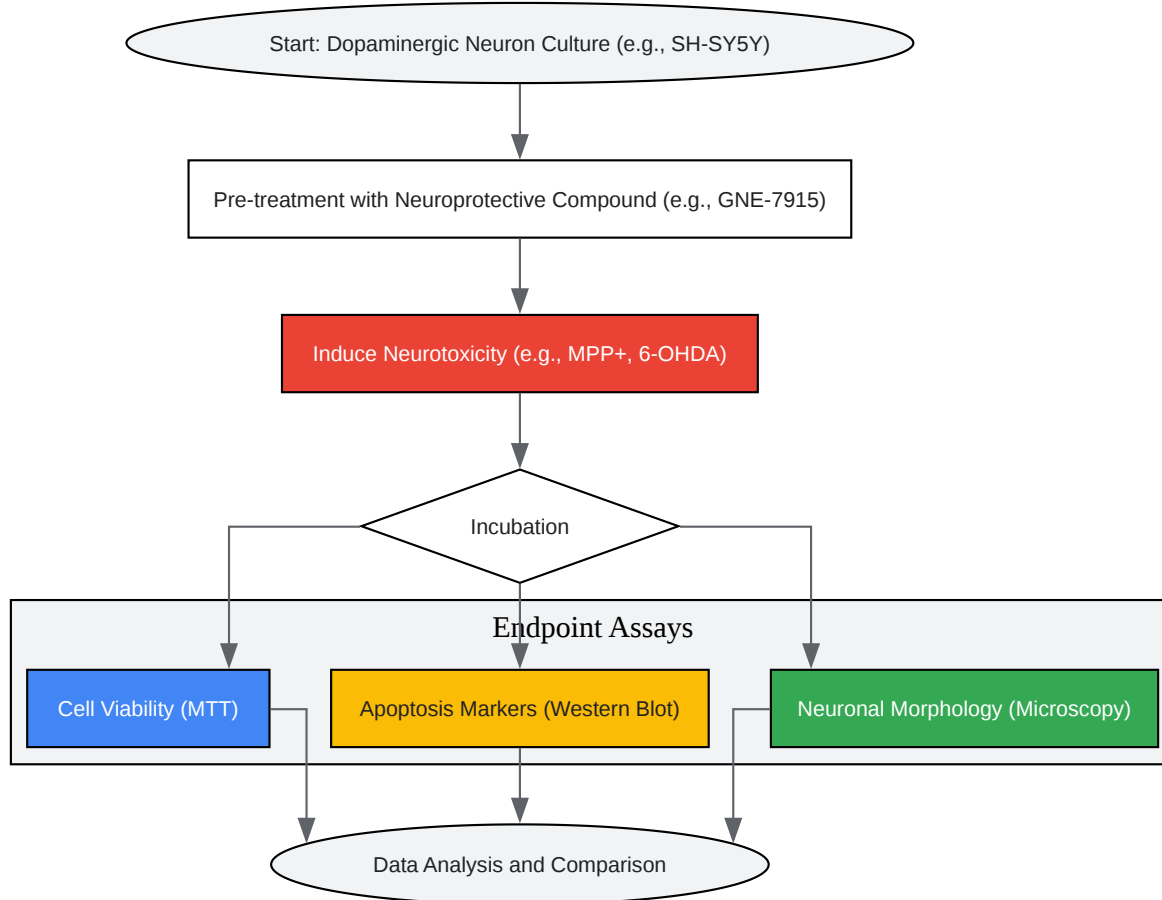 Start: Dopaminergic Neuron Culture (e.g., SH-SY5Y)
Pre-treatment with Neuroprotective Compound (e.g., GNE-7915)
Induce Neurotoxicity (e.g., MPP+, 6-OHDA)
Incubation
Endpoint Assays
Cell Viability (MTT)
Apoptosis Markers (Western Blot)
Neuronal Morphology (Microscopy)
Data Analysis and Comparison